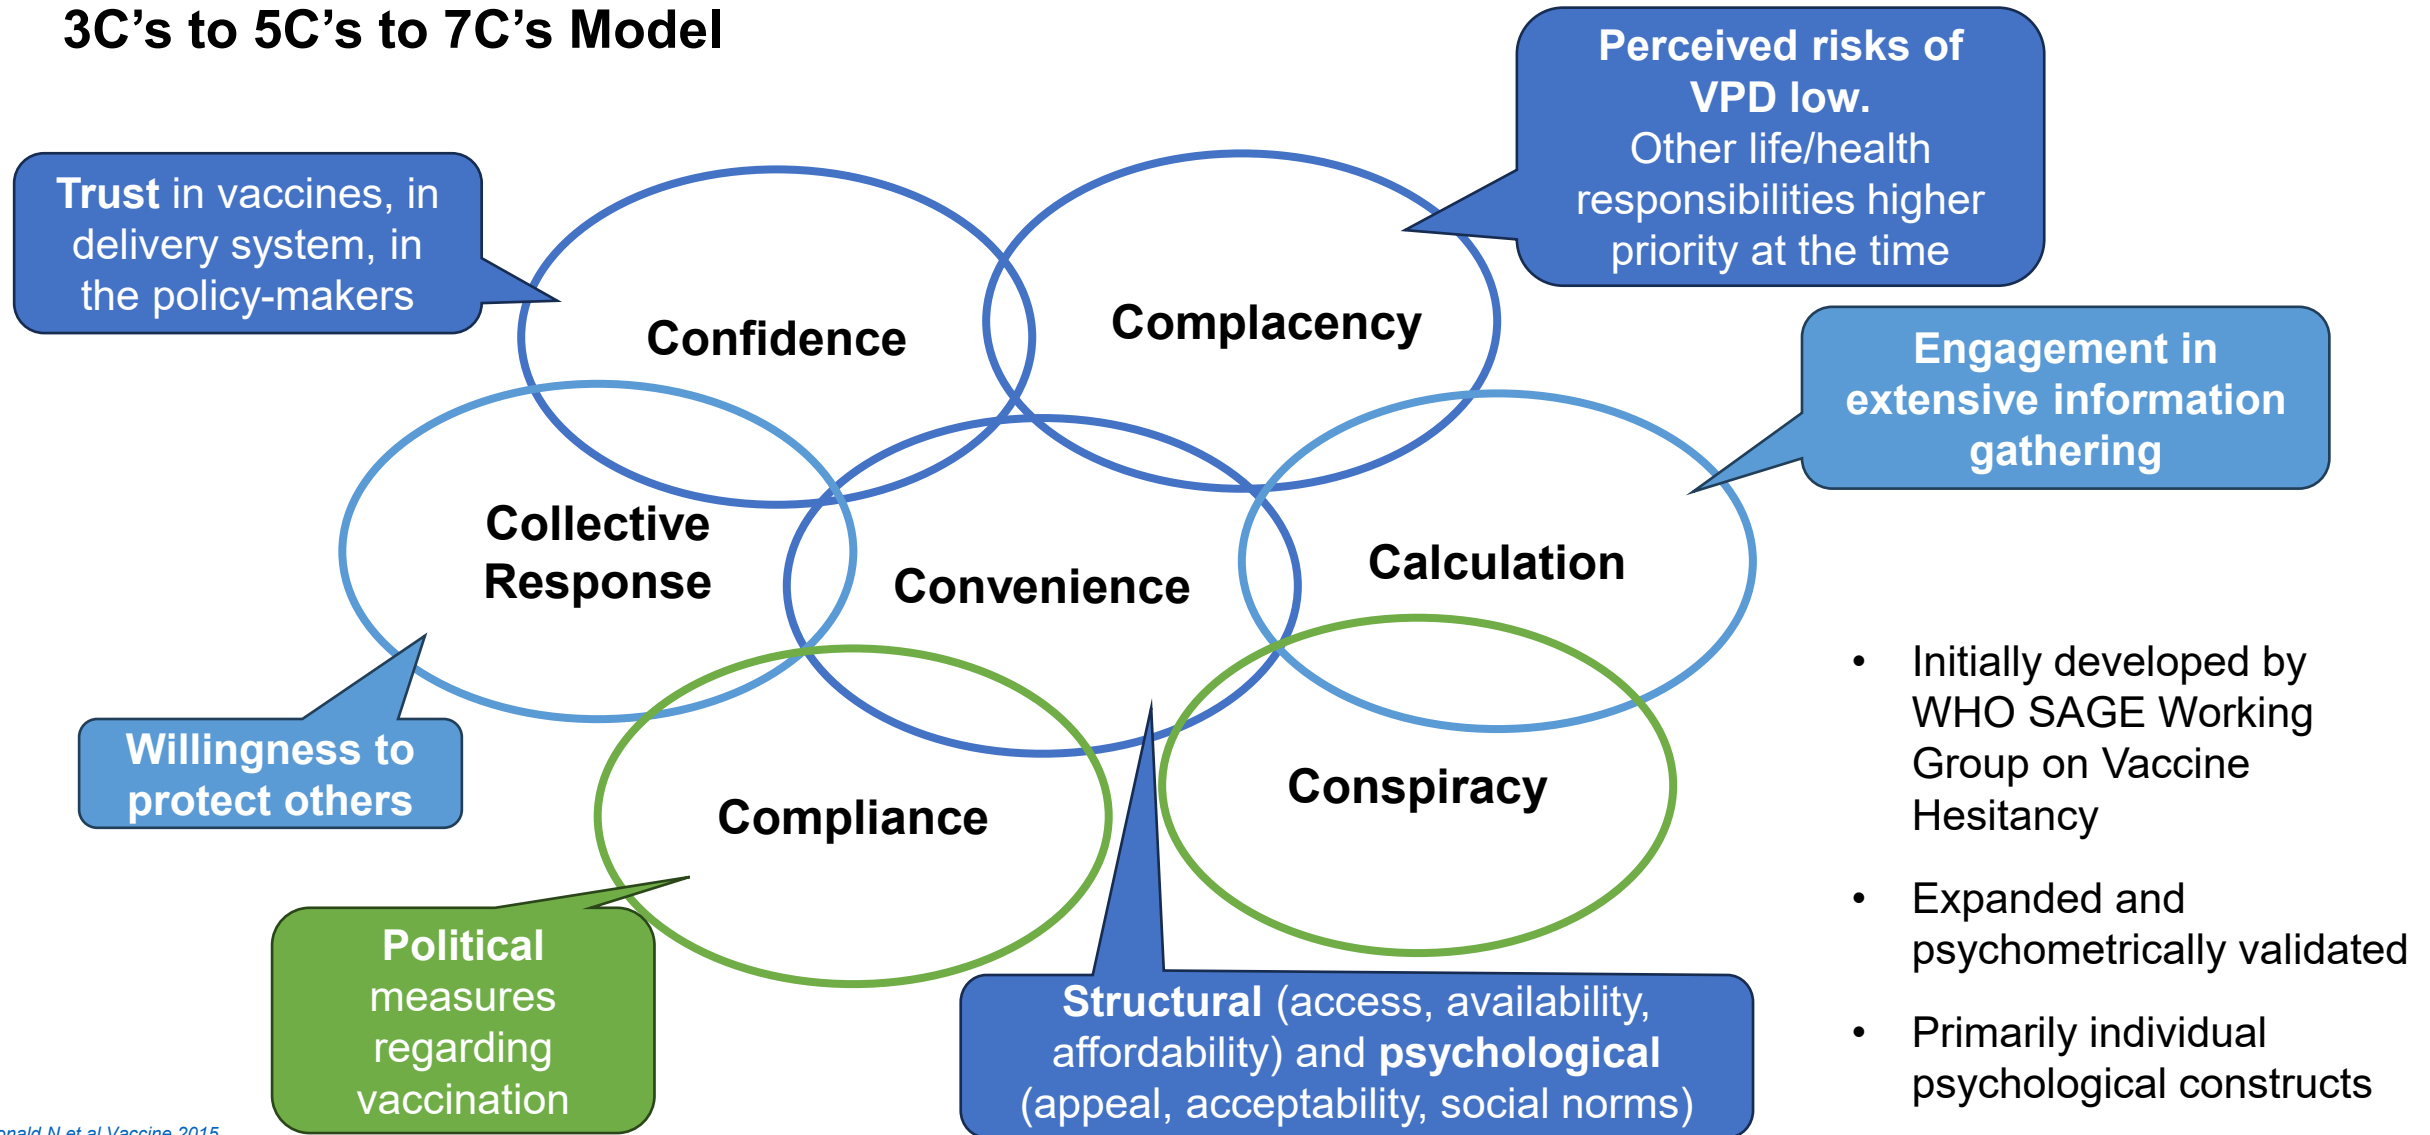 3C’s to 5C’s to 7C’s Model
Perceived risks of
VPD low.
Other life/health
responsibilities higher
priority at the time
Trust in vaccines, in
delivery system, in
the policy-makers
Confidence
Complacency
Engagement in
extensive information
gathering
Collective
Response
Convenience
Calculation
Willingness to
protect others
Compliance
Conspiracy
Political
measures
regarding
vaccination
Structural (access, availability,
affordability) and psychological
(appeal, acceptability, social norms)
• Initially developed by
WHO SAGE Working
Group on Vaccine
Hesitancy
• Expanded and
psychometrically validated
• Primarily individual
psychological constructs
N et al Vaccine 2015